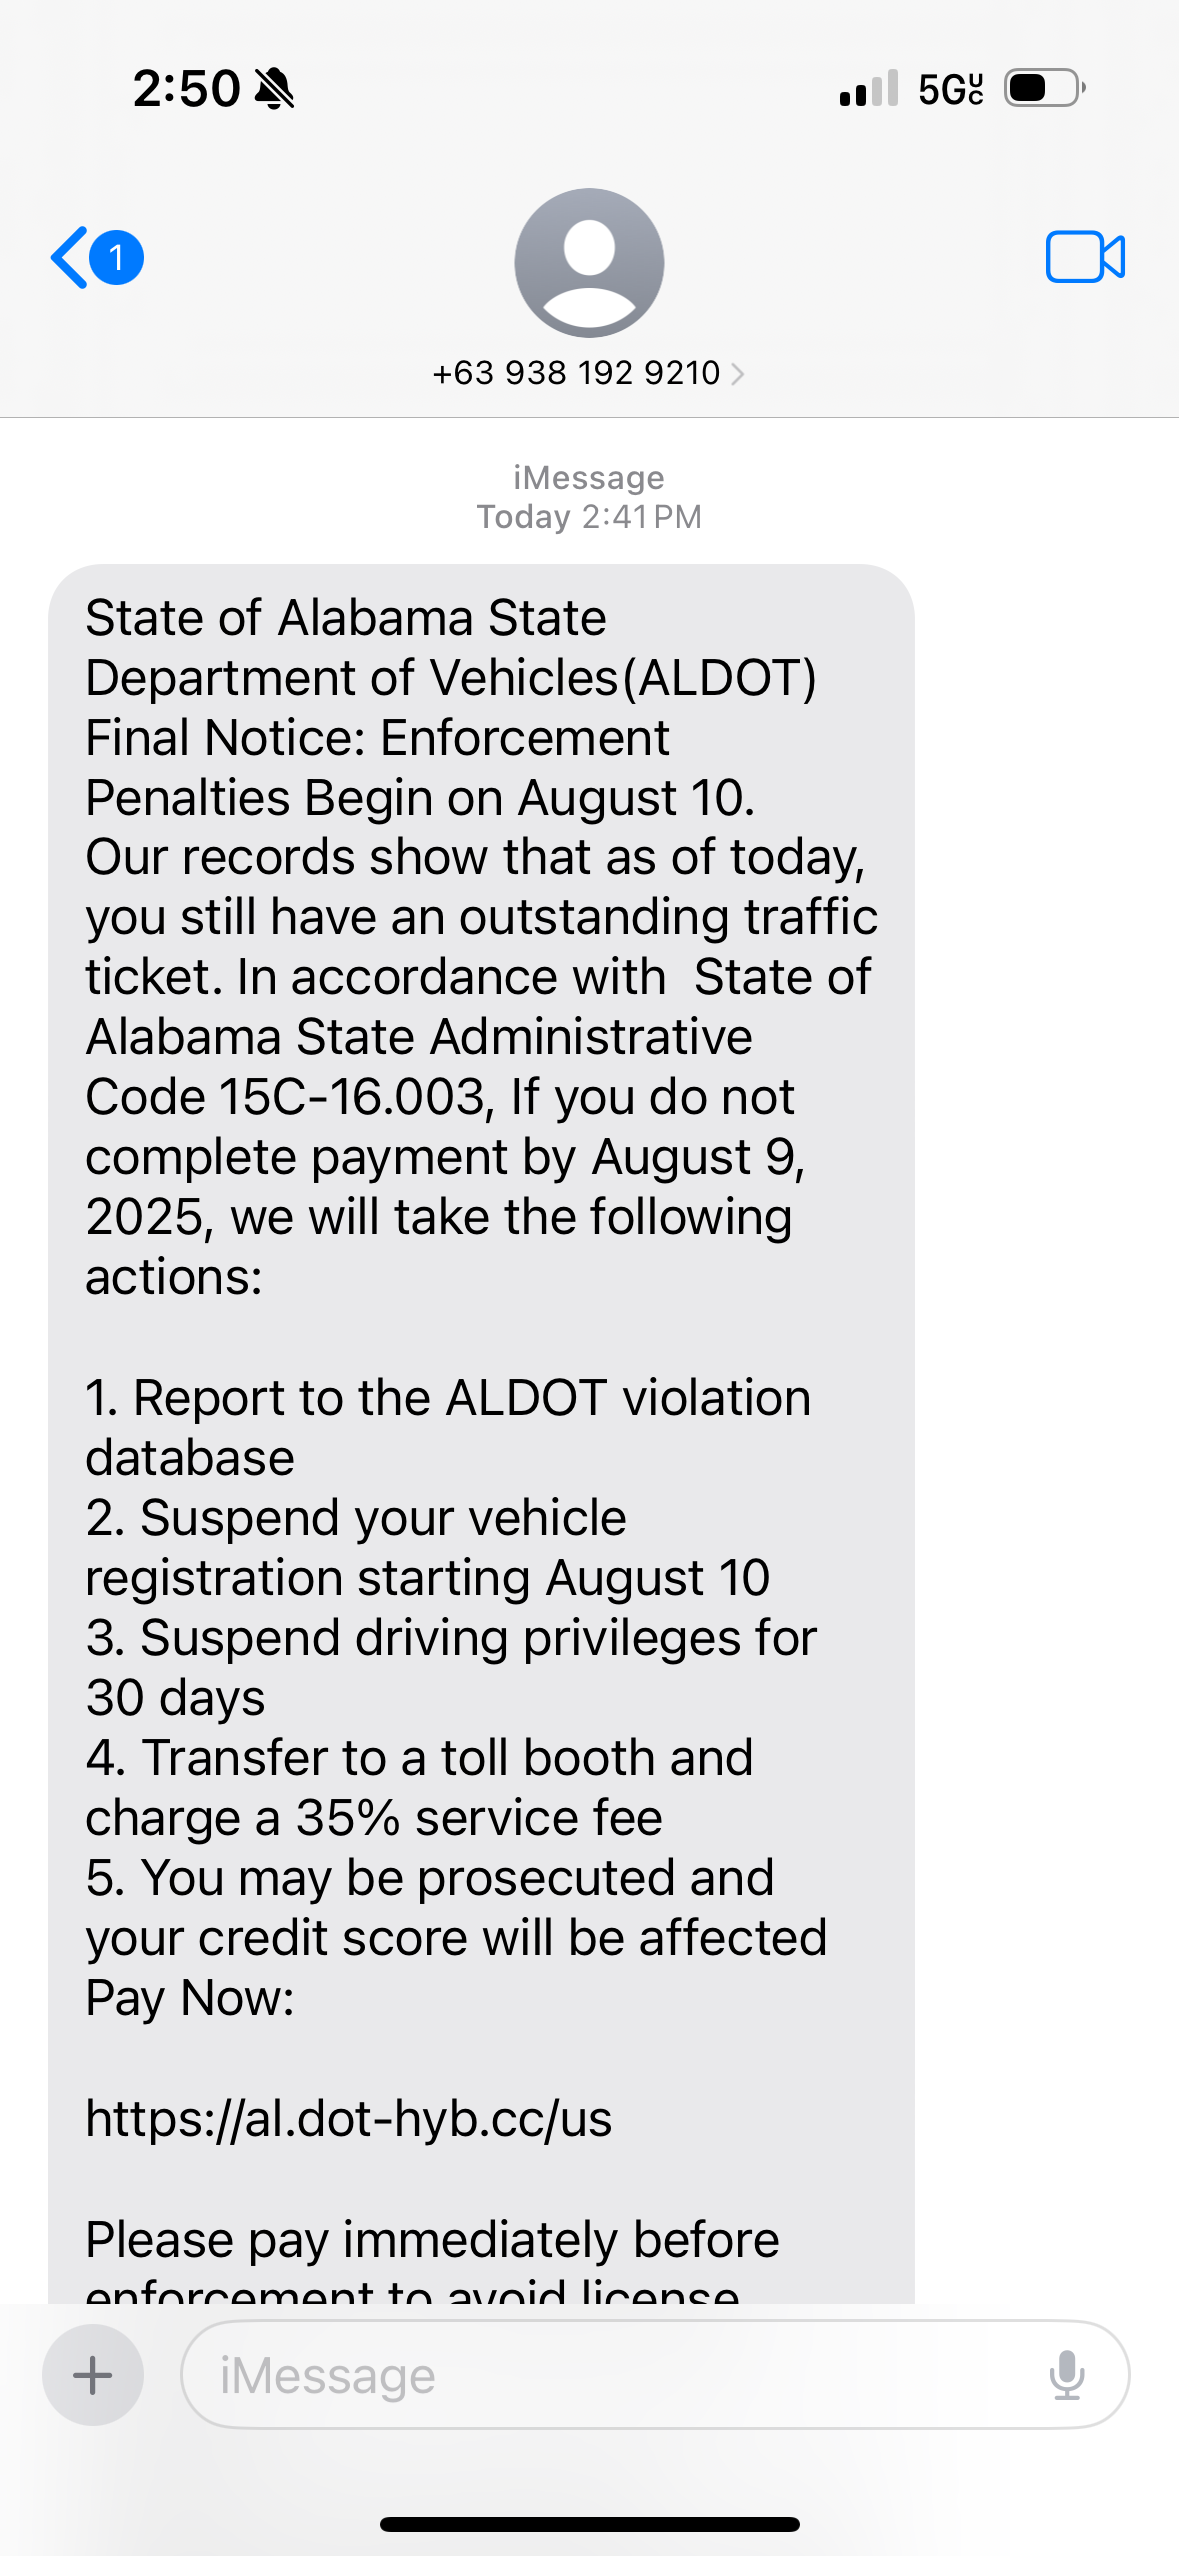 2:50
5GUC
1
+63 938 192 9210
iMessage
Today 2:41 PM
State of Alabama State
Department of Vehicles(ALDOT)
Final Notice: Enforcement
Penalties Begin on August 10.
Our records show that as of today,
you still have an outstanding traffic
ticket. In accordance with  State of
Alabama State Administrative
Code 15C-16.003, If you do not
complete payment by August 9,
2025, we will take the following
actions:
1. Report to the ALDOT violation
database
2. Suspend your vehicle
registration starting August 10
3. Suspend driving privileges for
30 days
4. Transfer to a toll booth and
charge a 35% service fee
5. You may be prosecuted and
your credit score will be affected
Pay Now:
https://al.dot-hyb.cc/us
Please pay immediately before
enforcement to avoid license
iMessage